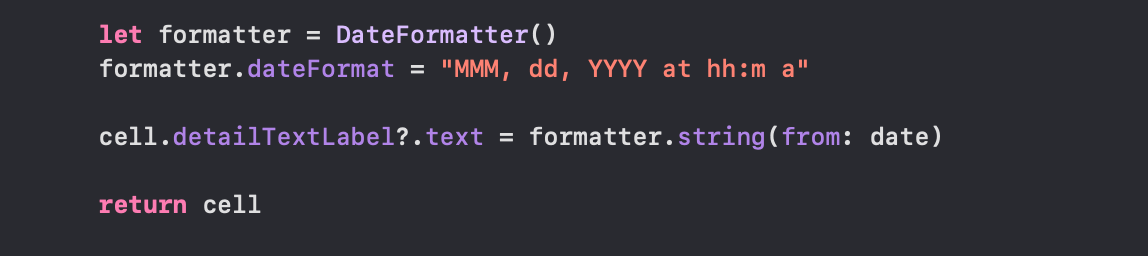 let formatter = DateFormatter()
formatter.dateFormat = "MMM, dd, YYYY at hh:m a"
cell.detailTextLabel?.text = formatter.string(from: date)
return cell